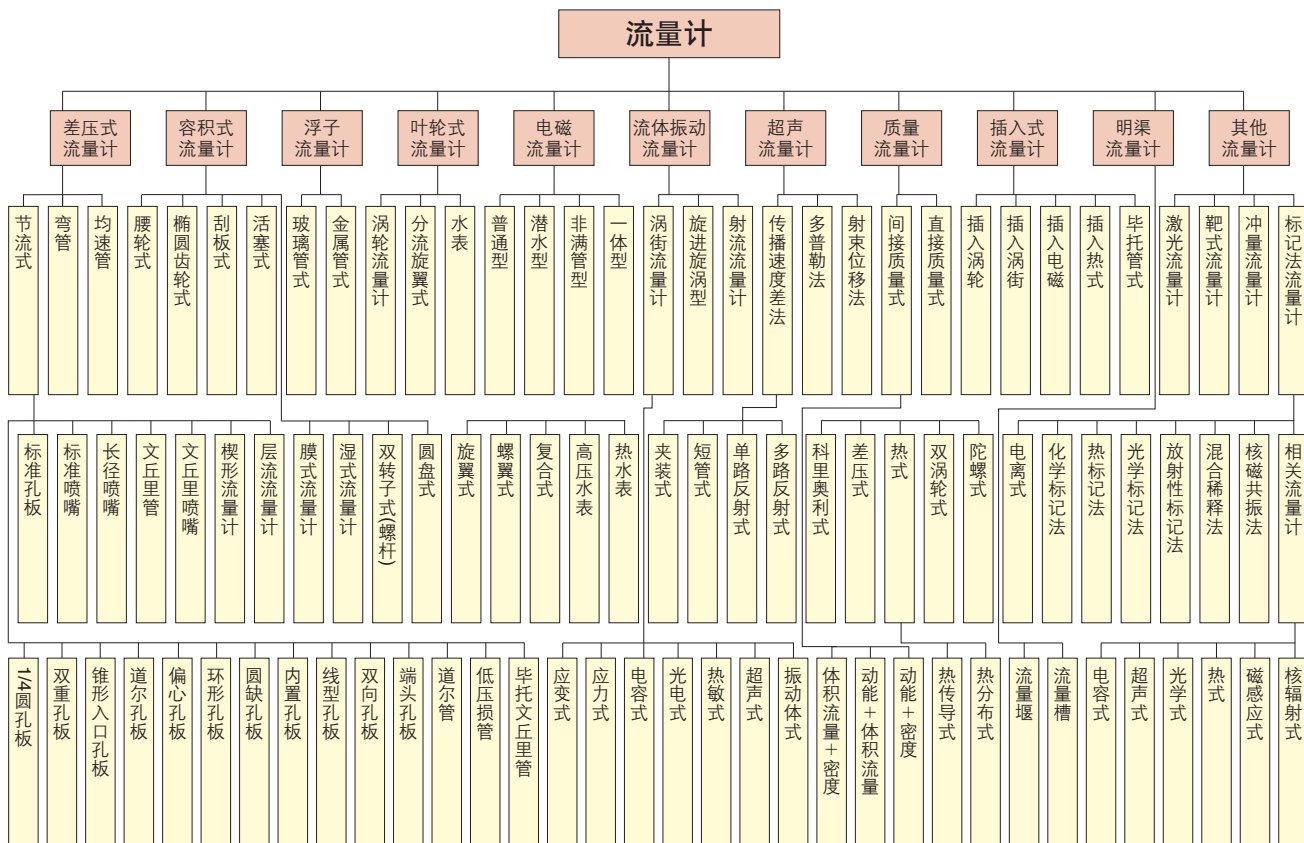 流量计
差压式
流量计
容积式
流量计
浮子
流量计
叶轮式
流量计
电磁
流量计
流体振动
流量计
超声
流量计
质量
流量计
插入式
流量计
明渠
流量计
其他
流量计
节流式
弯管
均速管
腰轮式
椭圆齿轮式
刮板式
活塞式
玻璃管式
金属管式
涡轮流量计
分流旋翼式
水表
普通型
潜水型
非满管型
一体型
涡街流量计
旋进旋涡型
射流流量计
传播速度差法
多普勒法
射束位移法
间接质量式
直接质量式
插入涡轮
插入涡街
插入电磁
插入热式
毕托管式
激光流量计
靶式流量计
冲量流量计
标记法流量计
标准孔板
标准喷嘴
长径喷嘴
文丘里管
文丘里喷嘴
楔形流量计
层流流量计
膜式流量计
湿式流量计
双转子式(螺杆)
圆盘式
旋翼式
螺翼式
复合式
高压水表
热水表
夹装式
短管式
单路反射式
多路反射式
科里奥利式
差压式
热式
双涡轮式
陀螺式
电离式
化学标记法
热标记法
光学标记法
放射性标记法
混合稀释法
核磁共振法
相关流量计
1/4圆孔板
双重孔板
锥形入口孔板
道尔孔板
偏心孔板
环形孔板
圆缺孔板
内置孔板
线型孔板
双向孔板
端头孔板
道尔管
低压损管
毕托文丘里管
应变式
应力式
电容式
光电式
热敏式
超声式
振动体式
体积流量+密度
动能+体积流量
动能+密度
热传导式
热分布式
流量堰
流量槽
电容式
超声式
光学式
热式
磁感应式
核辐射式